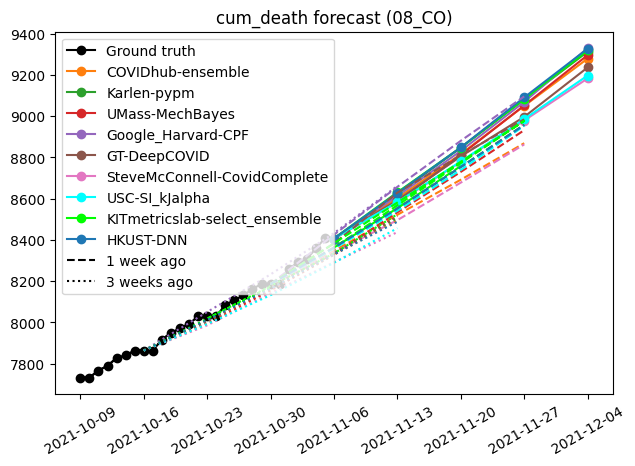 cum_death forecast (08_CO)
9400
9200
9000
8800
8600
8400
8200
8000
7800
Ground truth
COVIDhub-ensemble
Karlen-pypm
UMass-MechBayes
Google_Harvard-CPF
GT-DeepCOVID
SteveMcConnell-CovidComplete
USC-SI_kJalpha
KITmetricslab-select_ensemble
HKUST-DNN
1 week ago
3 weeks ago
2021-10-09
2021-10-16
2021-10-23
2021-10-30
2021-11-06
2021-11-13
2021-11-20
2021-11-27
2021-12-04